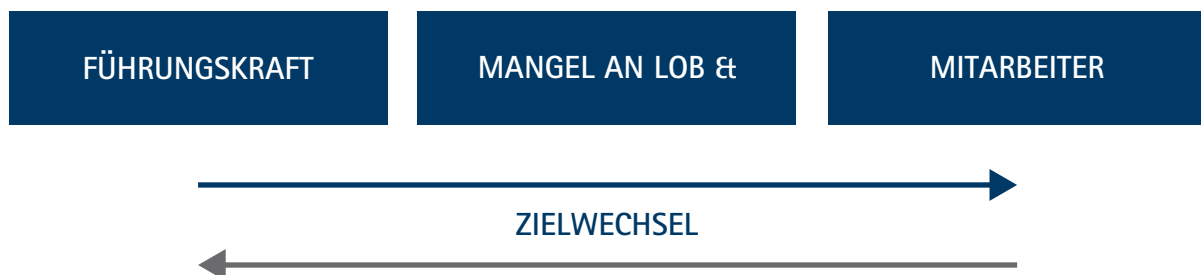 FÜHRUNGSKRAFT
MANGEL AN LOB &
MITARBEITER
ZIELWECHSEL